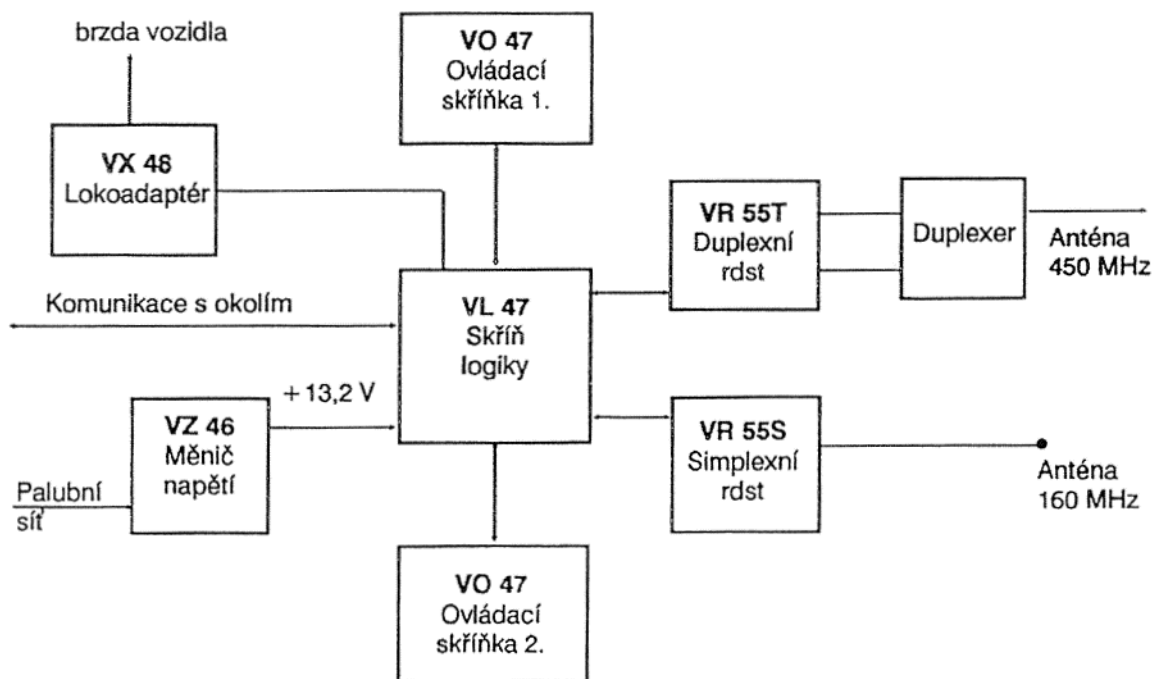 brzda vozidla
VO 47
Ovládací
skříňka 1.
VX 48
Lokoadaptér
VR 55T
Duplexní
rdst
Duplexer
Anténa
450 MHz
Komunikace s okolím
VL 47
Skříň
logiky
+13,2 V
VZ 46
Měnič
napětí
Palubní
síť
VR 55S
Simplexní
rdst
Anténa
160 MHz
VO 47
Ovládací
skříňka 2.